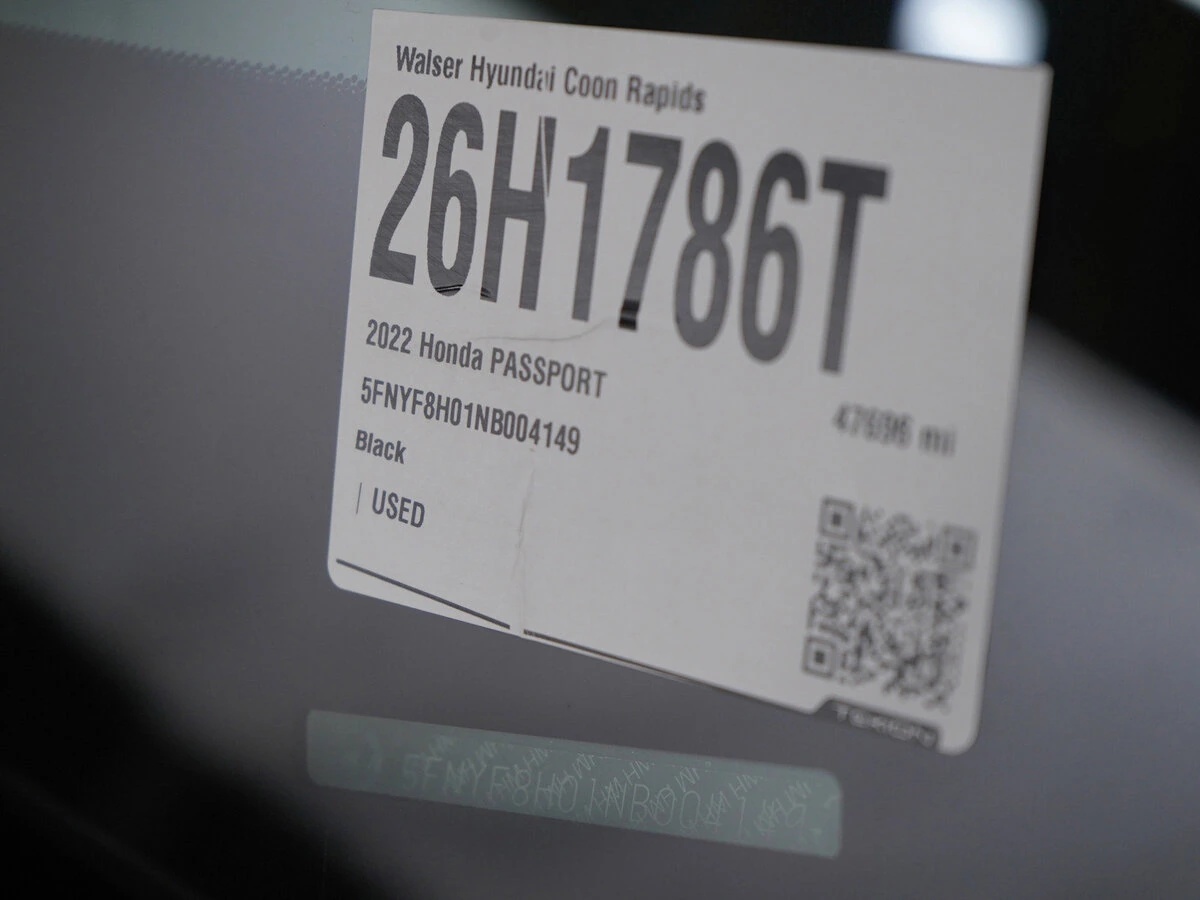 Walser Hyundai Coon Rapids
26H1786T
2022 Honda PASSPORT
5FNYF8H01NB004149
47696 mi
Black
| USED